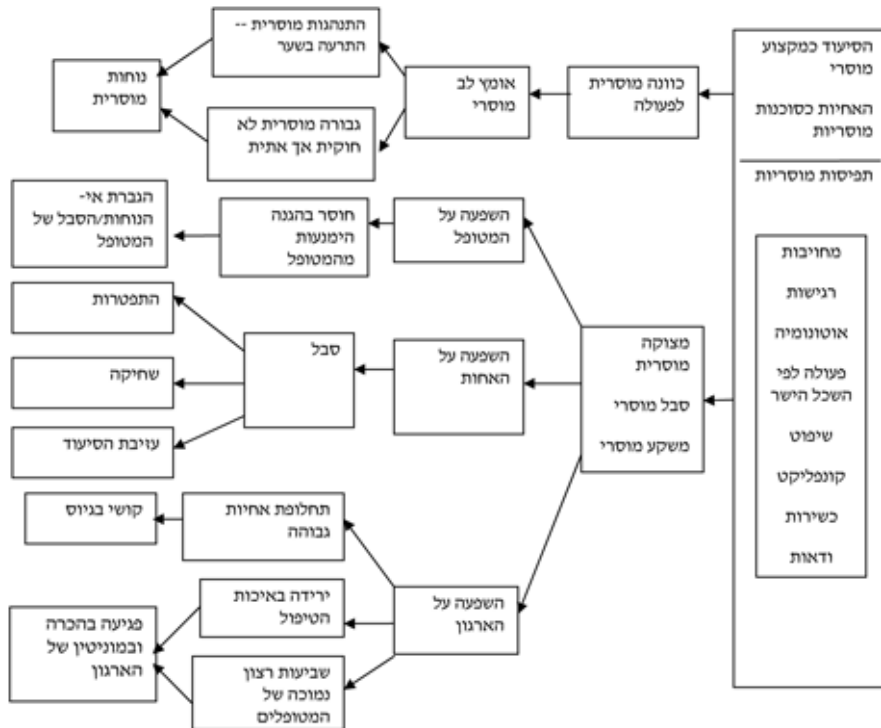 הסיעוד כמקצוע
מוסרי
האחיות כסוכנות
מוסריות
תפיסות מוסריות
מחויבות
רגישות
אוטונומיה
פעולה לפי
השכל הישר
שיפוט
קונפליקט
כשירות
ודאות
כוונה מוסרית
לפעולה
אומץ לב
מוסרי
התנהגות מוסרית --
התרעה בשער
גבורה מוסרית לא
חוקית אך אתית
נוחות
מוסרית
מצוקה
מוסרית
סבל מוסרי
משקע מוסרי
השפעה על
המטופל
חוסר בהגנה
הימנעות
מהמטופל
הגברת אי-
הנוחות/הסבל של
המטופל
השפעה על
האחות
סבל
התפטרות
שחיקה
עזיבת הסיעוד
השפעה על
הארגון
תחלופת אחיות
גבוהה
קושי בגיוס
ירידה באיכות
הטיפול
שביעות רצון
נמוכה של
המטופלים
פגיעה בהכרה
ובמוניטין של
הארגון